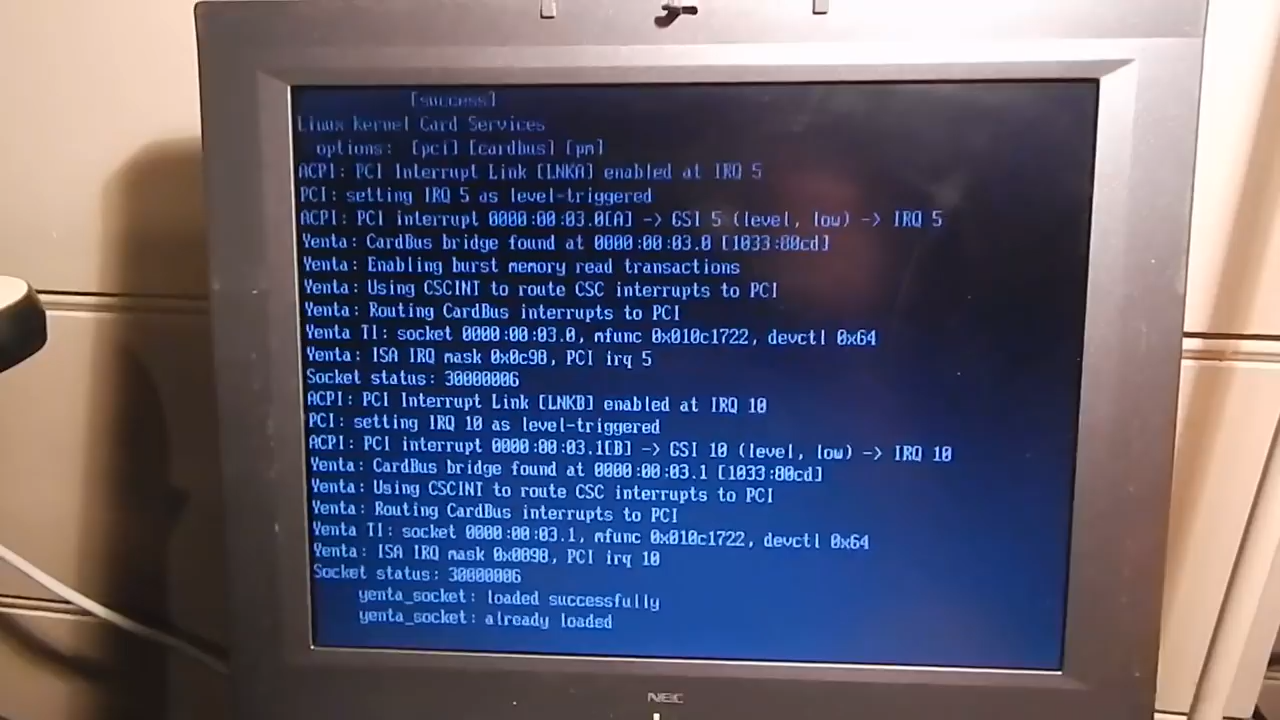 [success]
Linux Kernel Card Services
options: [pci] [cardbus] [pm]
ACPI: PCI Interrupt Link [LNKA] enabled at IRQ 5
PCI: setting IRQ 5 as level-triggered
ACPI: PCI interrupt 0000:00:03.0[A] -> GSI 5 (level, low) -> IRQ 5
Yenta: CardBus bridge found at 0000:00:03.0 [1033:80cd]
Yenta: Enabling burst memory read transactions
Yenta: Using CSCINT to route CSC interrupts to PCI
Yenta: Routing CardBus interrupts to PCI
Yenta TI: socket 0000:00:03.0, mfunc 0x010c1722, devctl 0x64
Yenta: ISA IRQ mask 0x0c98, PCI irq 5
Socket status: 30000006
ACPI: PCI Interrupt Link [LNKB] enabled at IRQ 10
PCI: setting IRQ 10 as level-triggered
ACPI: PCI interrupt 0000:00:03.1[B] -> GSI 10 (level, low) -> IRQ 10
Yenta: CardBus bridge found at 0000:00:03.1 [1033:80cd]
Yenta: Using CSCINT to route CSC interrupts to PCI
Yenta: Routing CardBus interrupts to PCI
Yenta TI: socket 0000:00:03.1, mfunc 0x010c1722, devctl 0x64
Yenta: ISA IRQ mask 0x0098, PCI irq 10
Socket status: 30000006
yenta_socket: loaded successfully
yenta_socket: already loaded
NEC